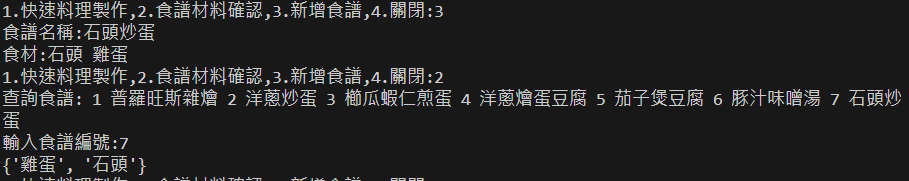 1.快速料理製作,2.食譜材料確認,3.新增食譜,4.關閉:3
食譜名稱:石頭炒蛋
食材:石頭 雞蛋
1.快速料理製作,2.食譜材料確認,3.新增食譜,4.關閉:2
查詢食譜: 1 普羅旺斯雜燴 2 洋蔥炒蛋 3 櫛瓜蝦仁煎蛋 4 洋蔥燴蛋豆腐 5 茄子煲豆腐 6 豚汁味噌湯 7 石頭炒
蛋
輸入食譜編號:7
{'雞蛋', '石頭'}